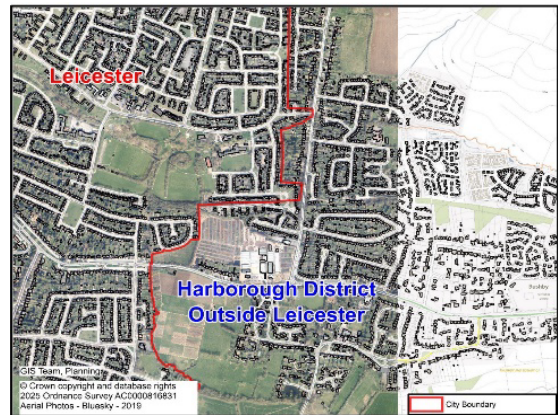 Leicester
Harborough District
Outside Leicester
Bushby
GIS Team, Planning
© Crown copyright and database rights
2025 Ordnance Survey AC0000816831
Aerial Photos - Bluesky - 2019
City Boundary